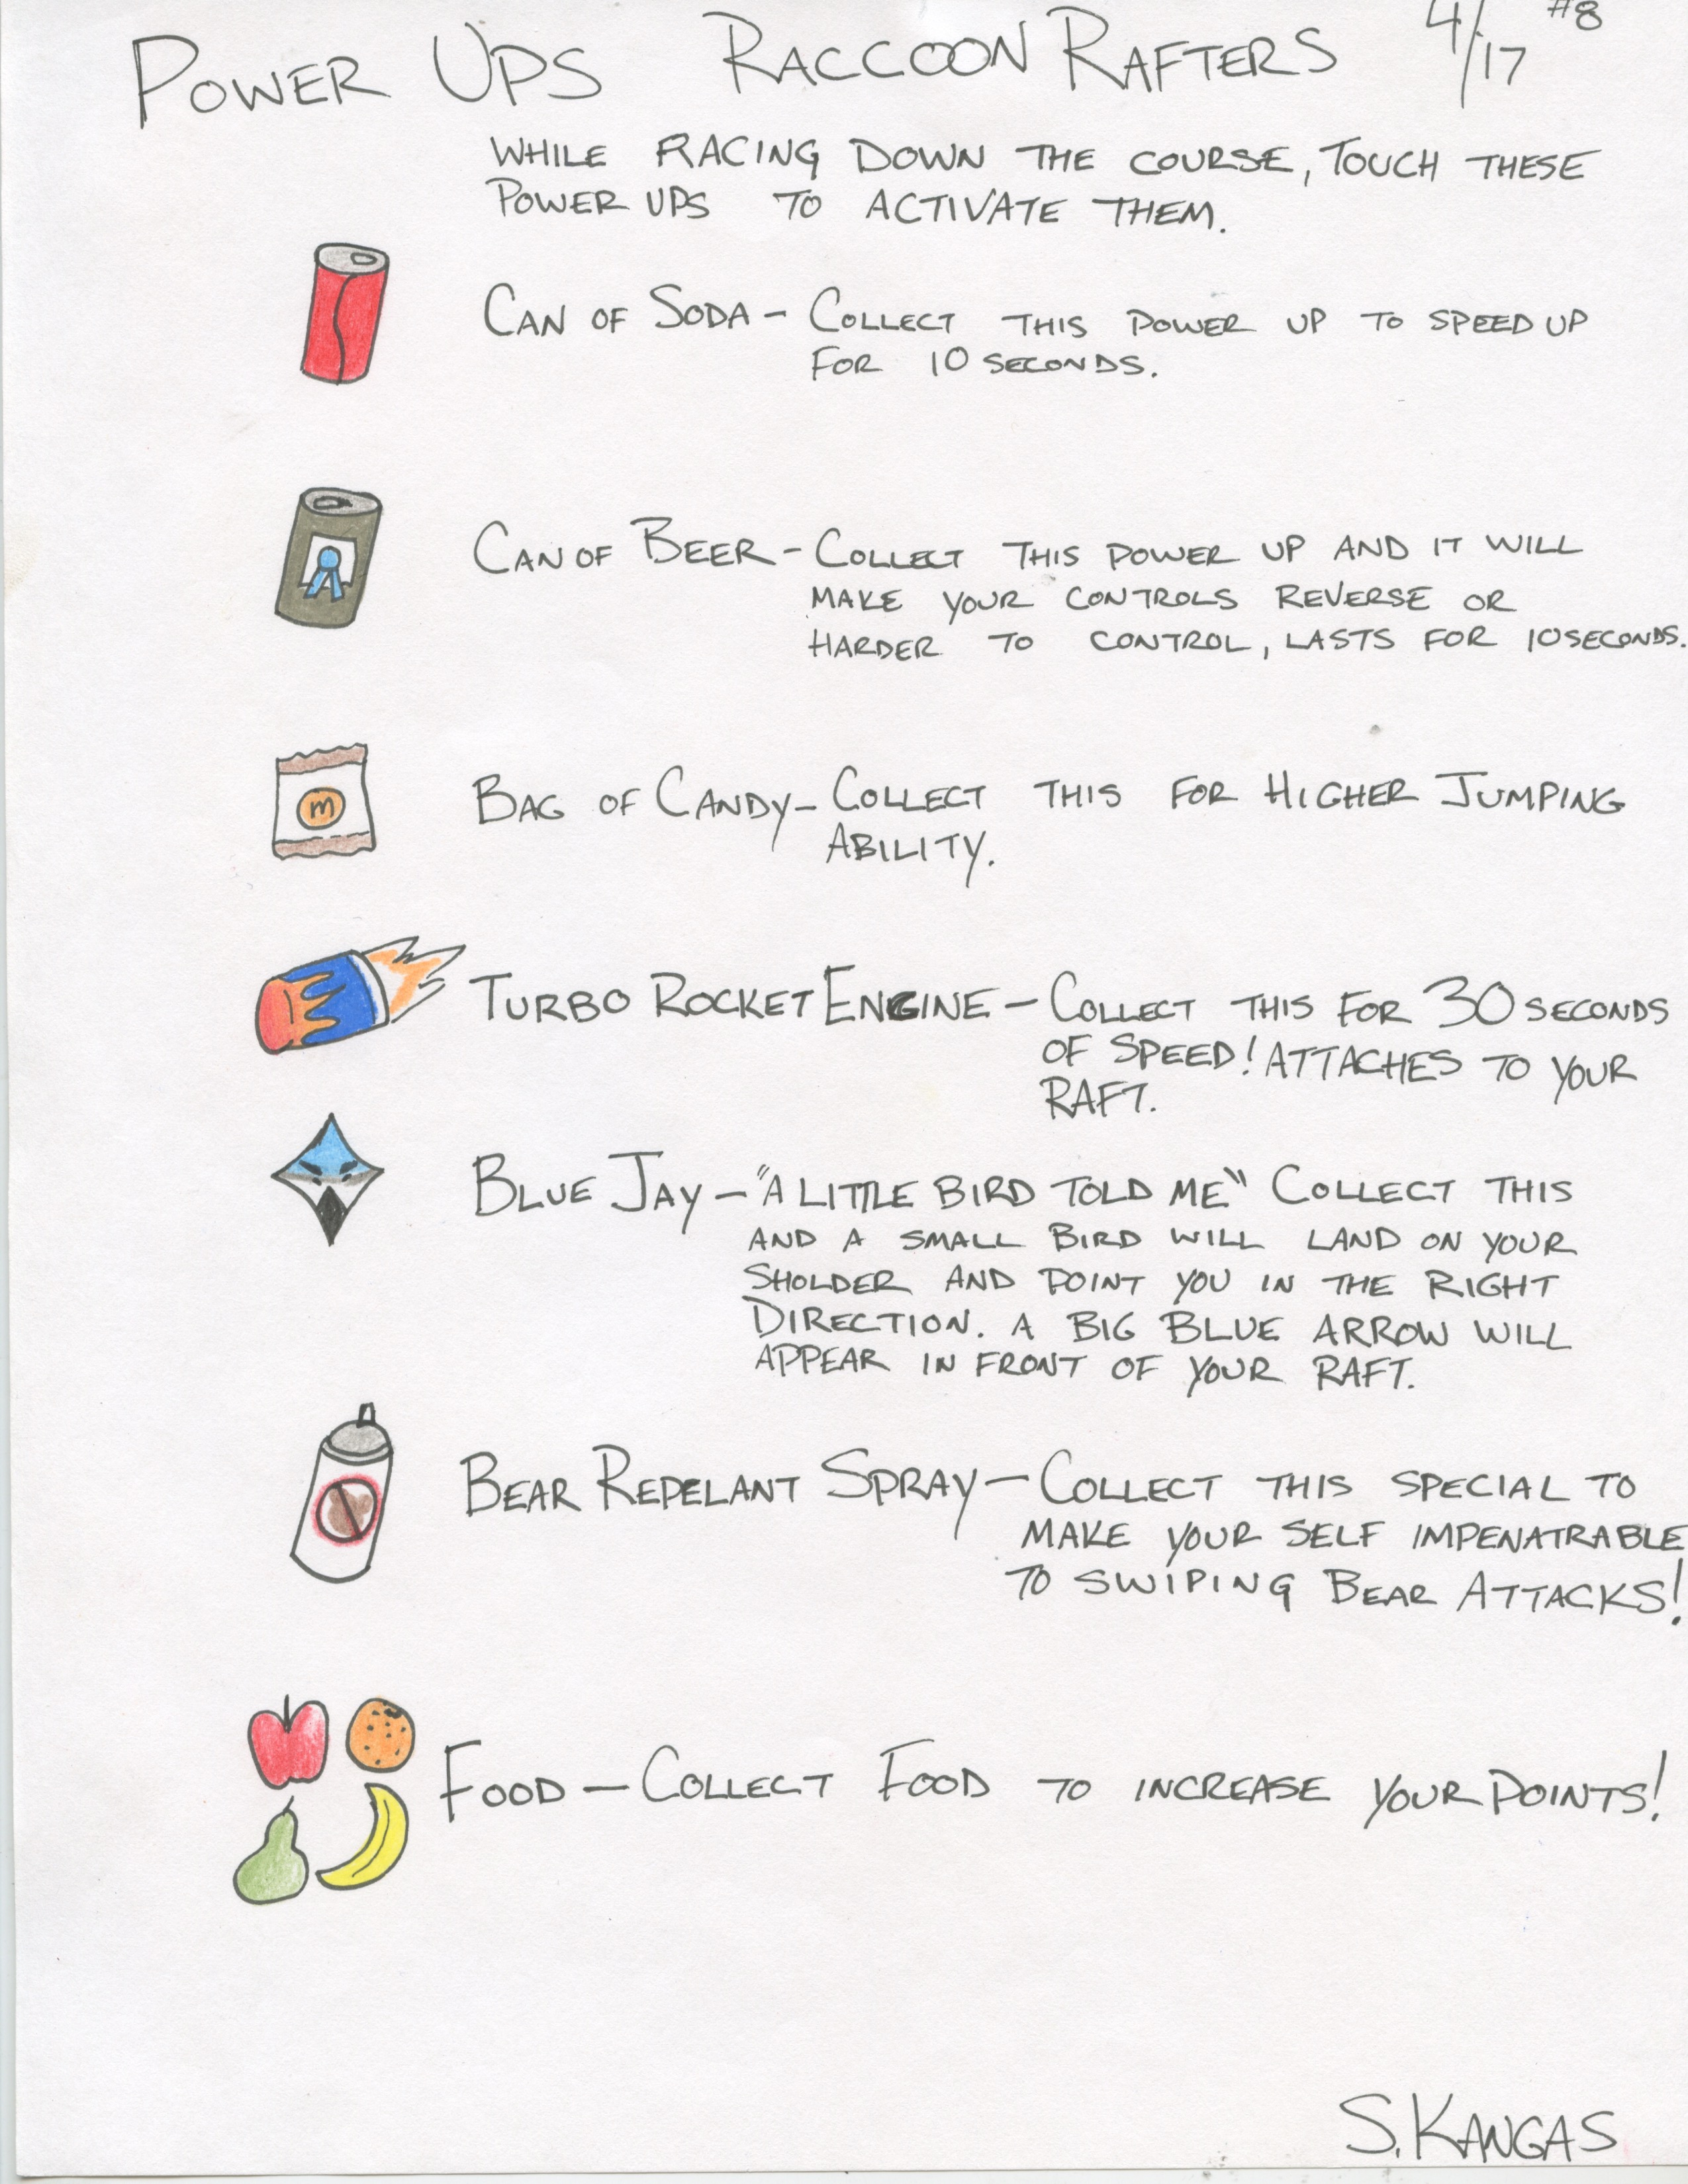 POWER UPS RACCOON RAFTERS 4/17 #8
WHILE RACING DOWN THE COURSE, TOUCH THESE
POWER UPS TO ACTIVATE THEM.
CAN OF SODA - COLLECT THIS POWER UP TO SPEED UP
FOR 10 SECONDS.
CAN OF BEER - COLLECT THIS POWER UP AND IT WILL
MAKE YOUR CONTROLS REVERSE OR
HARDER TO CONTROL, LASTS FOR 10 SECONDS.
m
BAG OF CANDY - COLLECT THIS FOR HIGHER JUMPING
ABILITY.
TURBO ROCKET ENGINE - COLLECT THIS FOR 30 SECONDS
OF SPEED! ATTACHES TO YOUR
RAFT.
BLUE JAY - "A LITTLE BIRD TOLD ME" COLLECT THIS
AND A SMALL BIRD WILL LAND ON YOUR
SHOLDER AND POINT YOU IN THE RIGHT
DIRECTION. A BIG BLUE ARROW WILL
APPEAR IN FRONT OF YOUR RAFT.
BEAR REPELANT SPRAY - COLLECT THIS SPECIAL TO
MAKE YOUR SELF IMPENATRABLE
TO SWIPING BEAR ATTACKS!
FOOD - COLLECT FOOD TO INCREASE YOUR POINTS!
S. KANGAS